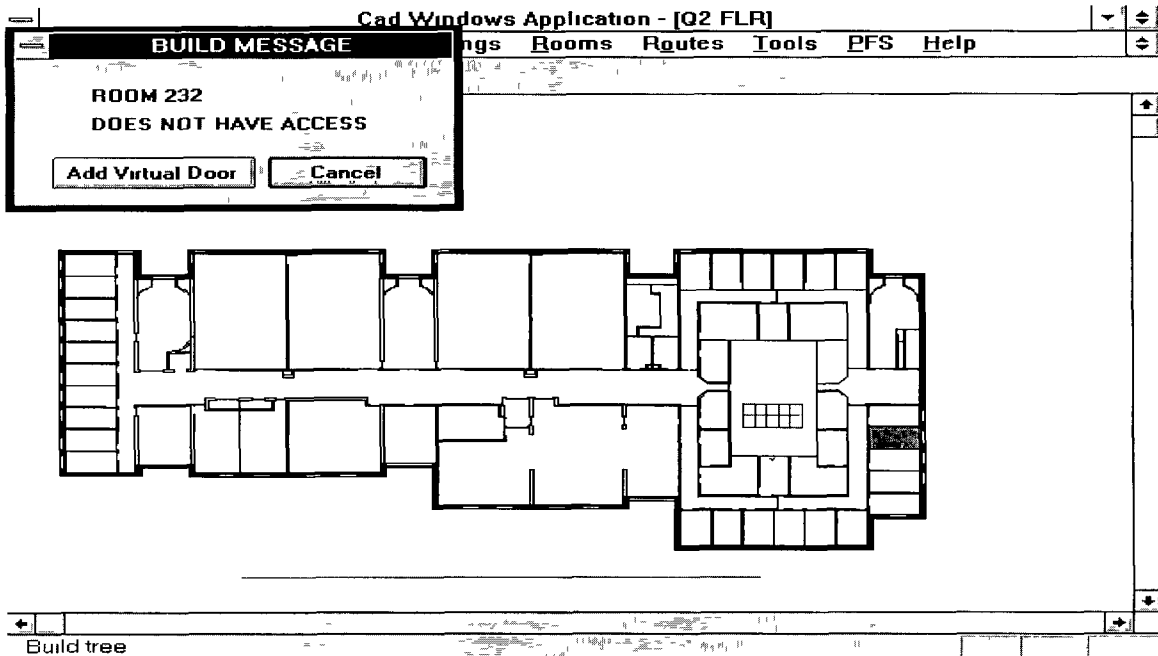 Cad Windows Application - [Q2 FLR]
BUILD MESSAGE
ngs Rooms Routes Tools PFS Help
ROOM 232
DOES NOT HAVE ACCESS
Add Virtual Door Cancel
Build tree